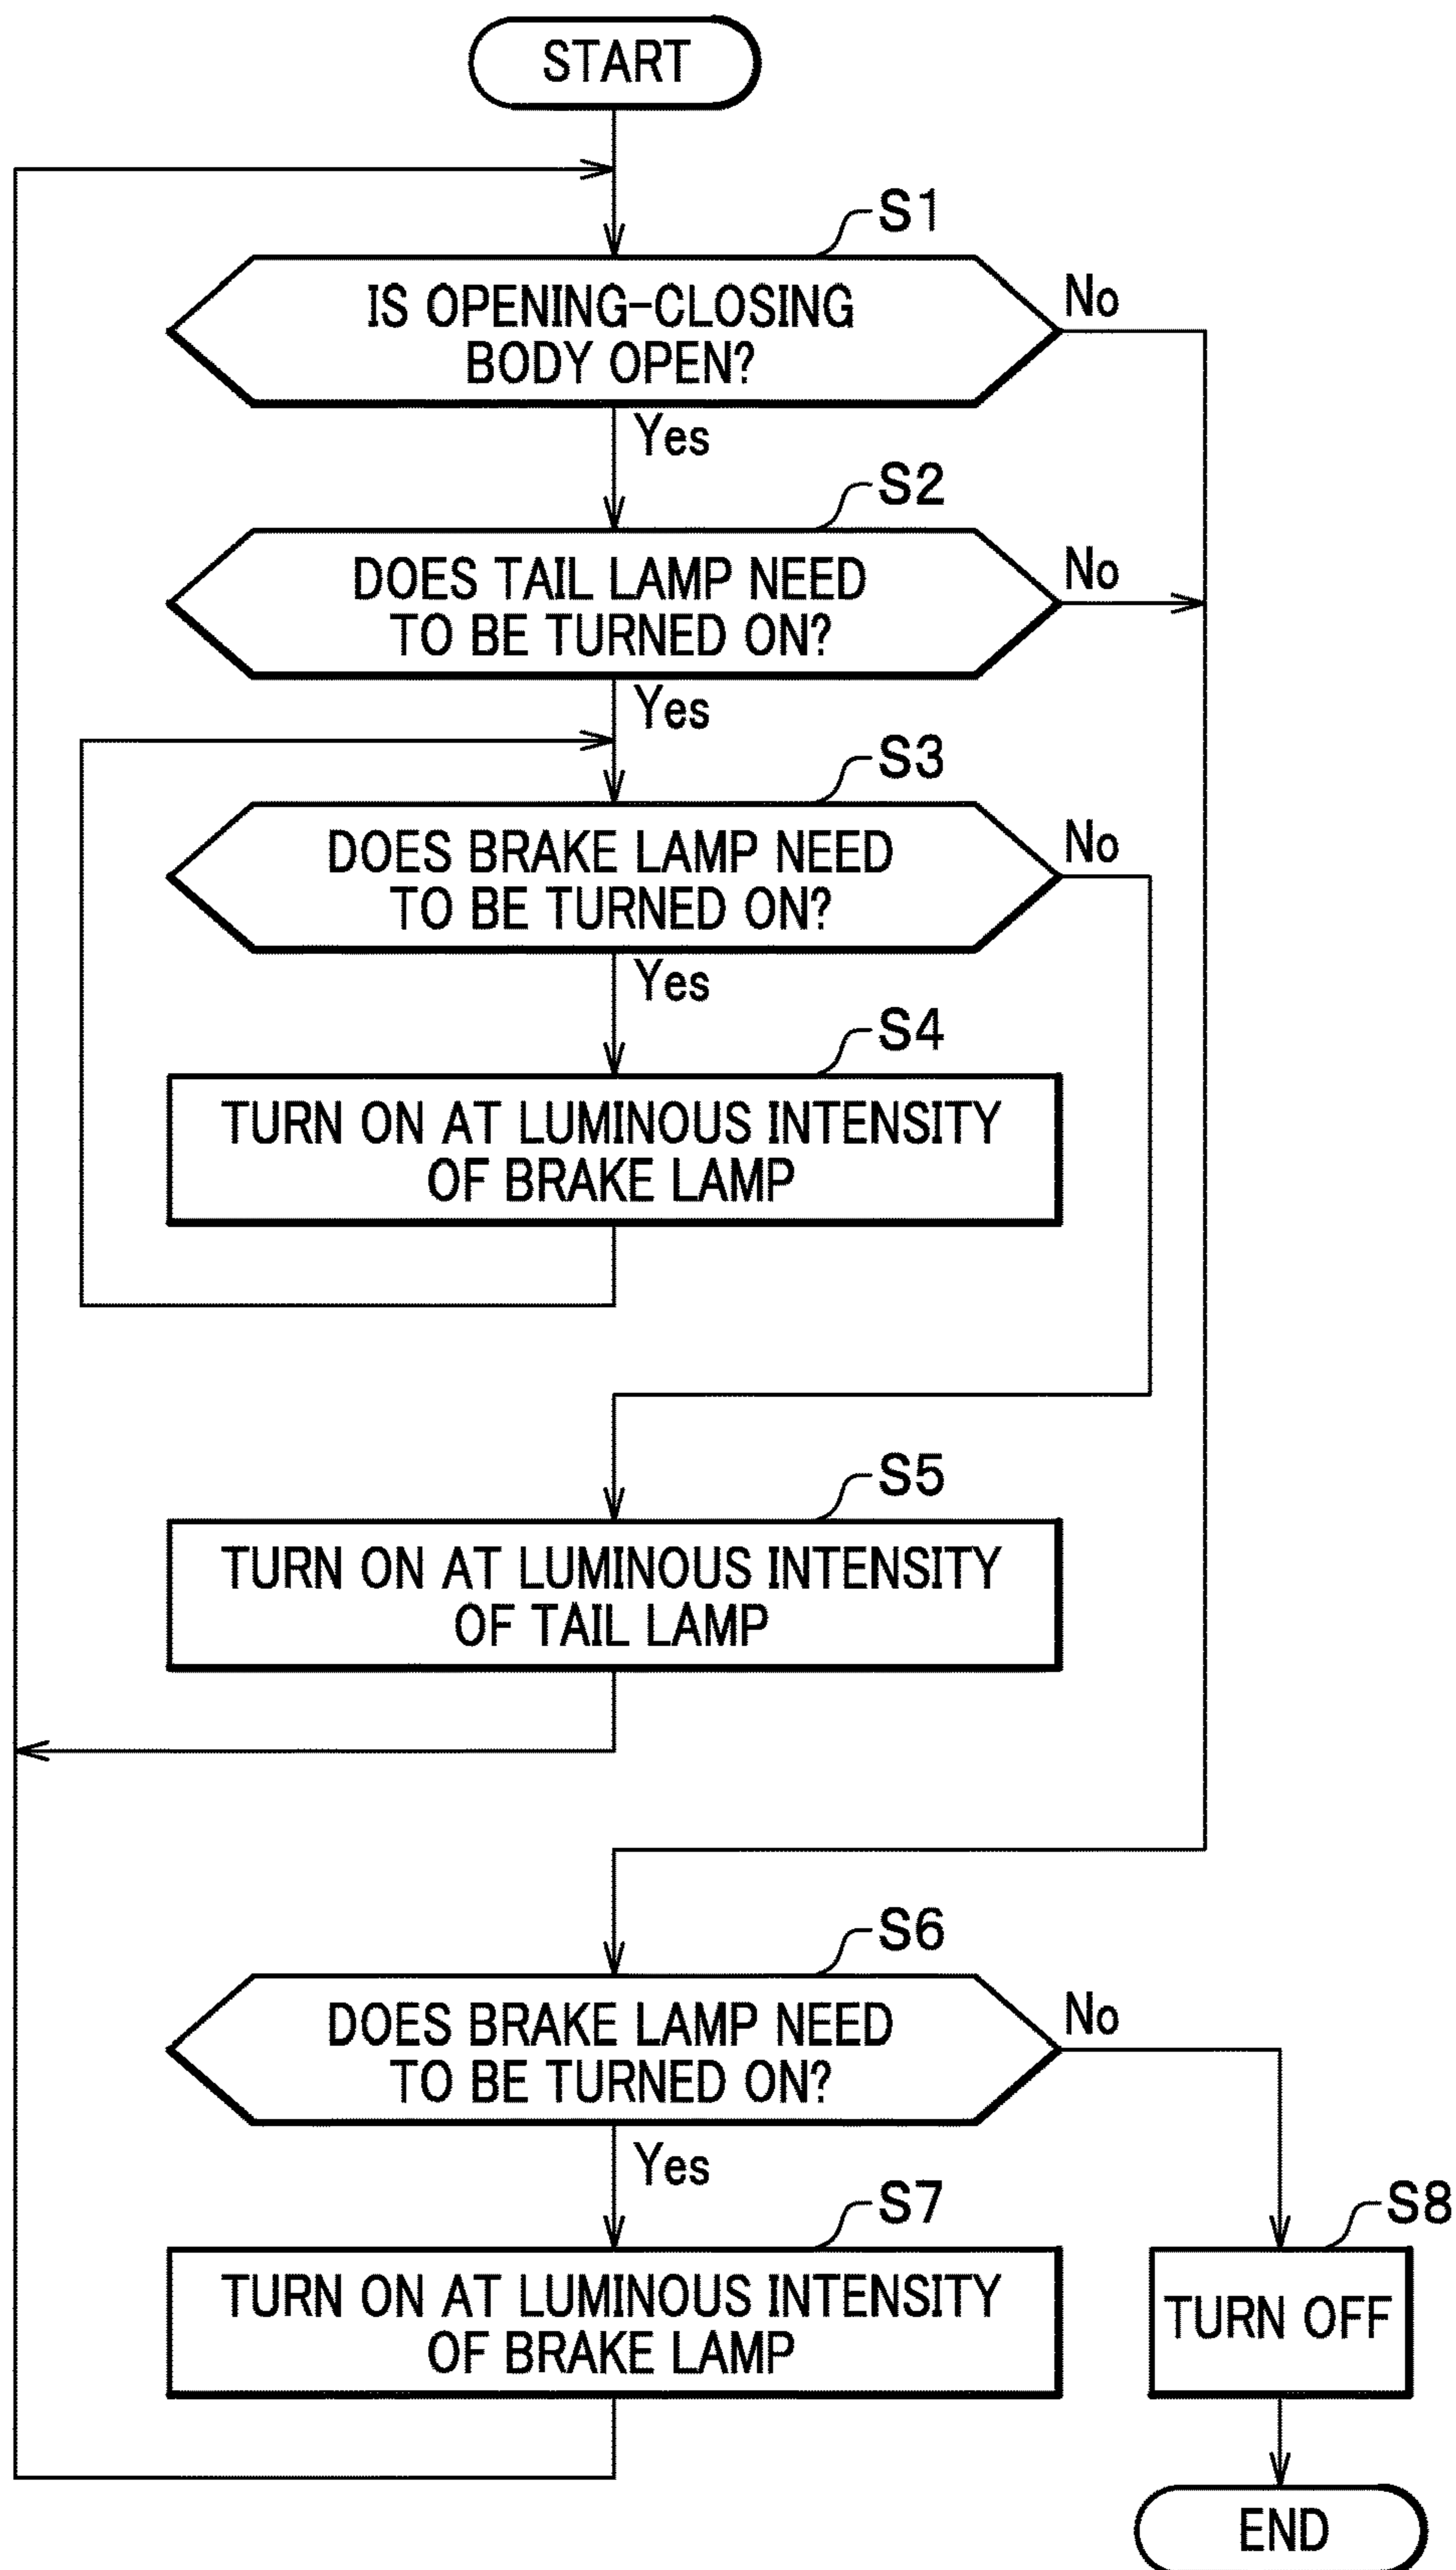 START
S1
IS OPENING-CLOSING
BODY OPEN?
No
Yes
S2
DOES TAIL LAMP NEED
TO BE TURNED ON?
No
Yes
S3
DOES BRAKE LAMP NEED
TO BE TURNED ON?
No
Yes
S4
TURN ON AT LUMINOUS INTENSITY
OF BRAKE LAMP
S5
TURN ON AT LUMINOUS INTENSITY
OF TAIL LAMP
S6
DOES BRAKE LAMP NEED
TO BE TURNED ON?
No
Yes
S7
TURN ON AT LUMINOUS INTENSITY
OF BRAKE LAMP
S8
TURN OFF
END